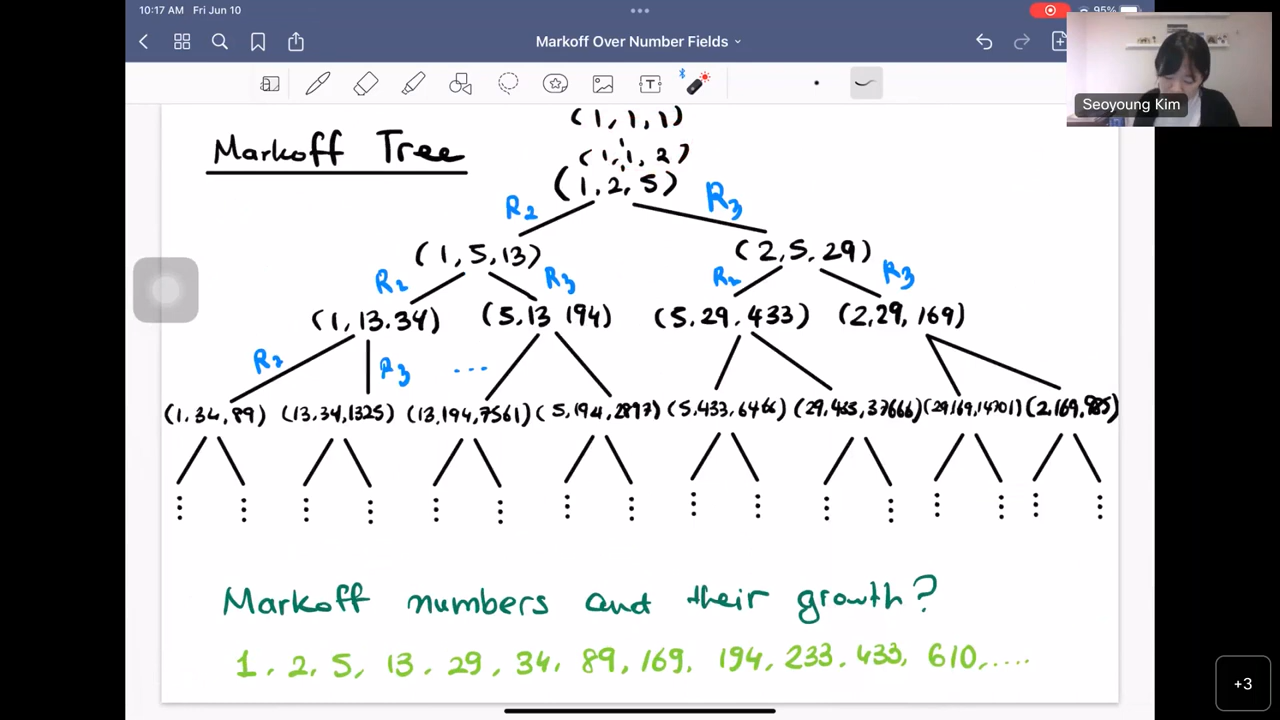 10:17 AM Fri Jun 10
95%
Markoff Over Number Fields
Seoyoung Kim
Markoff Tree
(1, 1, 1)
(1, 1, 2)
(1, 2, 5)
R2 R3
(1, 5, 13) (2, 5, 29)
R2 R3 R2 R3
(1, 13. 34) (5, 13 194) (5, 29, 433) (2, 29, 169)
R2 R3 ...
(1, 34, 89) (13, 34, 1325) (13, 194, 7561) (5, 194, 2897) (5, 433, 6466) (29, 433, 37666) (29, 169, 14701) (2, 169, 985)
Markoff numbers and their growth?
1, 2, 5, 13, 29, 34, 89, 169, 194, 233, 433, 610, ....
+3